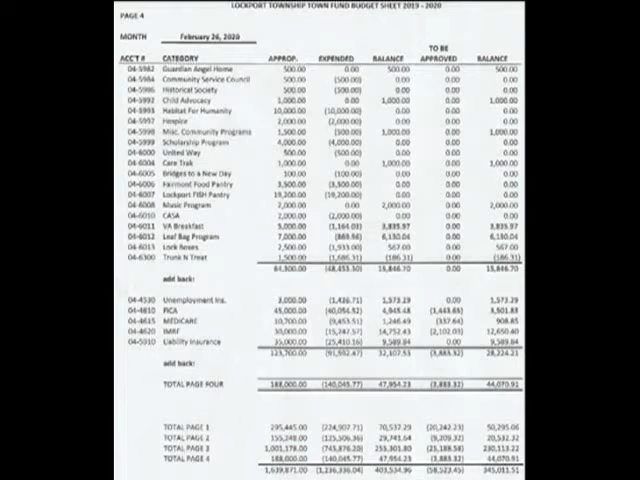 LOCKPORT TOWNSHIP TOWN FUND BUDGET SHEET 2019 - 2020
PAGE 4
MONTH February 26, 2020
TO BE
ACC'T # CATEGORY APPROP. EXPENDED BALANCE APPROVED BALANCE
04-5982 Guardian Angel Home 500.00 0.00 500.00 0.00 500.00
04-5984 Community Service Council 500.00 (500.00) 0.00 0.00 0.00
04-5986 Historical Society 500.00 (500.00) 0.00 0.00 0.00
04-5992 Child Advocacy 1,000.00 0.00 1,000.00 0.00 1,000.00
04-5993 Habitat For Humanity 10,000.00 (10,000.00) 0.00 0.00 0.00
04-5997 Hospice 2,000.00 (2,000.00) 0.00 0.00 0.00
04-5998 Misc. Community Programs 1,500.00 (500.00) 1,000.00 0.00 1,000.00
04-5999 Scholarship Program 4,000.00 (4,000.00) 0.00 0.00 0.00
04-6000 United Way 500.00 (500.00) 0.00 0.00 0.00
04-6004 Care Trak 1,000.00 0.00 1,000.00 0.00 1,000.00
04-6005 Bridges to a New Day 100.00 (100.00) 0.00 0.00 0.00
04-6006 Fairmont Food Pantry 3,500.00 (3,500.00) 0.00 0.00 0.00
04-6007 Lockport FISH Pantry 19,200.00 (19,200.00) 0.00 0.00 0.00
04-6008 Music Program 2,000.00 0.00 2,000.00 0.00 2,000.00
04-6010 CASA 2,000.00 (2,000.00) 0.00 0.00 0.00
04-6011 VA Breakfast 5,000.00 (1,164.03) 3,835.97 0.00 3,835.97
04-6012 Leaf Bag Program 7,000.00 (869.96) 6,130.04 0.00 6,130.04
04-6013 Lock Boxes 2,500.00 (1,933.00) 567.00 0.00 567.00
04-6300 Trunk N Treat 1,500.00 (1,686.31) (186.31) 0.00 (186.31)
64,300.00 (48,453.30) 15,846.70 0.00 15,846.70
add back:
04-4530 Unemployment Ins. 3,000.00 (1,426.71) 1,573.29 0.00 1,573.29
04-4610 FICA 45,000.00 (40,054.52) 4,945.48 (1,443.65) 3,501.83
04-4615 MEDICARE 10,700.00 (9,453.51) 1,246.49 (337.64) 908.85
04-4620 IMRF 30,000.00 (15,247.57) 14,752.43 (2,102.03) 12,650.40
04-5910 Liability Insurance 35,000.00 (25,410.16) 9,589.84 0.00 9,589.84
123,700.00 (91,592.47) 32,107.53 (3,883.32) 28,224.21
add back:
TOTAL PAGE FOUR 188,000.00 (140,045.77) 47,954.23 (3,883.32) 44,070.91
TOTAL PAGE 1 295,445.00 (224,907.71) 70,537.29 (20,242.23) 50,295.06
TOTAL PAGE 2 155,248.00 (125,506.36) 29,741.64 (9,209.32) 20,532.32
TOTAL PAGE 3 1,001,178.00 (745,876.20) 255,301.80 (25,188.58) 230,113.22
TOTAL PAGE 4 188,000.00 (140,045.77) 47,954.23 (3,883.32) 44,070.91
1,639,871.00 (1,236,336.04) 403,534.96 (58,523.45) 345,011.51